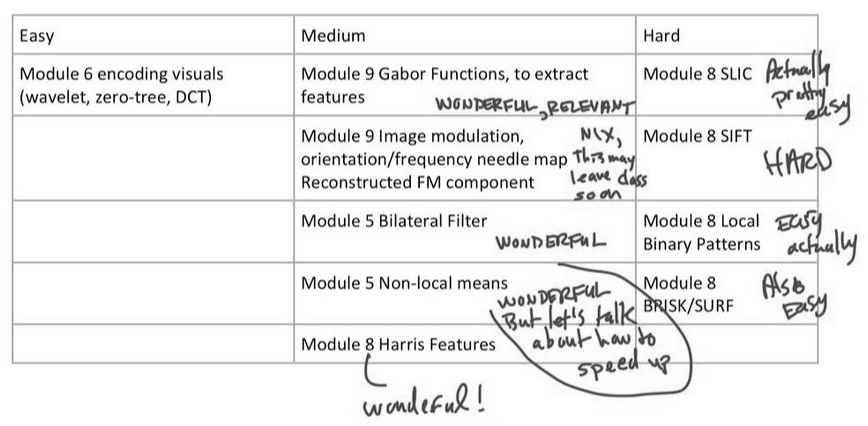 Easy
Medium
Hard
Module 6 encoding visuals
(wavelet, zero-tree, DCT)
Module 9 Gabor Functions, to extract
features
WONDERFUL, RELEVANT
Module 8 SLIC
Actually
pretty
easy
Module 9 Image modulation,
orientation/frequency needle map
Reconstructed FM component
NIX,
This may
leave class
soon
Module 8 SIFT
HARD
Module 5 Bilateral Filter
WONDERFUL
Module 8 Local
Binary Patterns
EASY
actually
Module 5 Non-local means
WONDERFUL
But let's talk
about how to
speed up
Module 8
BRISK/SURF
Also
EASY
Module 8 Harris Features
wonderful!